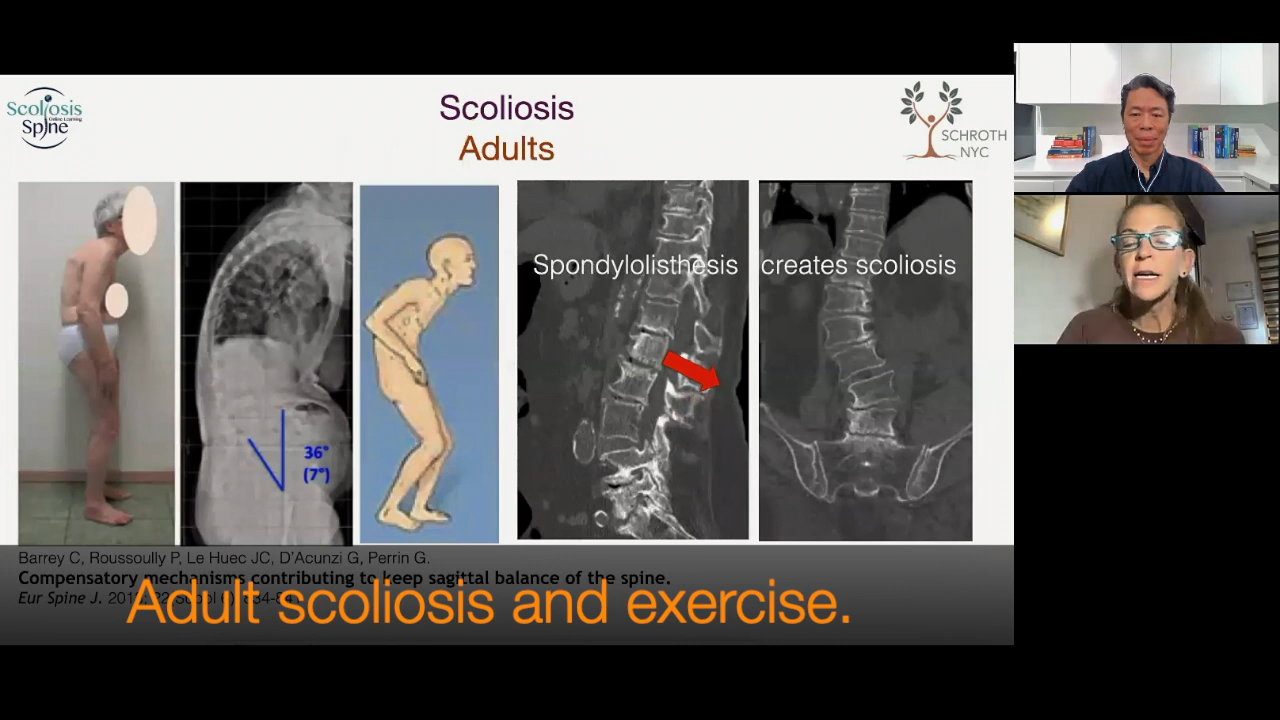 Scoliosis
Online Learning
Spine
Scoliosis
Adults
SCHROTH
NYC
Spondylolisthesis creates scoliosis
36°
(7°)
Barrey C, Roussoully P, Le Huec JC, D'Acunzi G, Perrin G.
Compensatory mechanisms contributing to keep sagittal balance of the spine.
Eur Spine J.
Adult scoliosis and exercise.